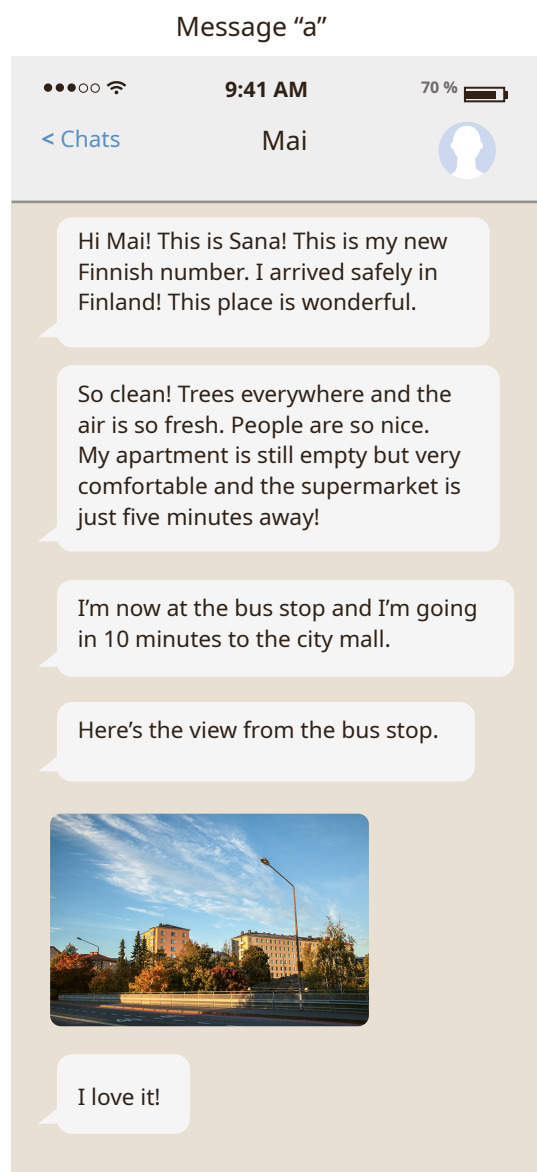 Message “a”
9:41 AM
70 %
< Chats
Mai
Hi Mai! This is Sana! This is my new
Finnish number. I arrived safely in
Finland! This place is wonderful.
So clean! Trees everywhere and the
air is so fresh. People are so nice.
My apartment is still empty but very
comfortable and the supermarket is
just five minutes away!
I’m now at the bus stop and I’m going
in 10 minutes to the city mall.
Here’s the view from the bus stop.
I love it!